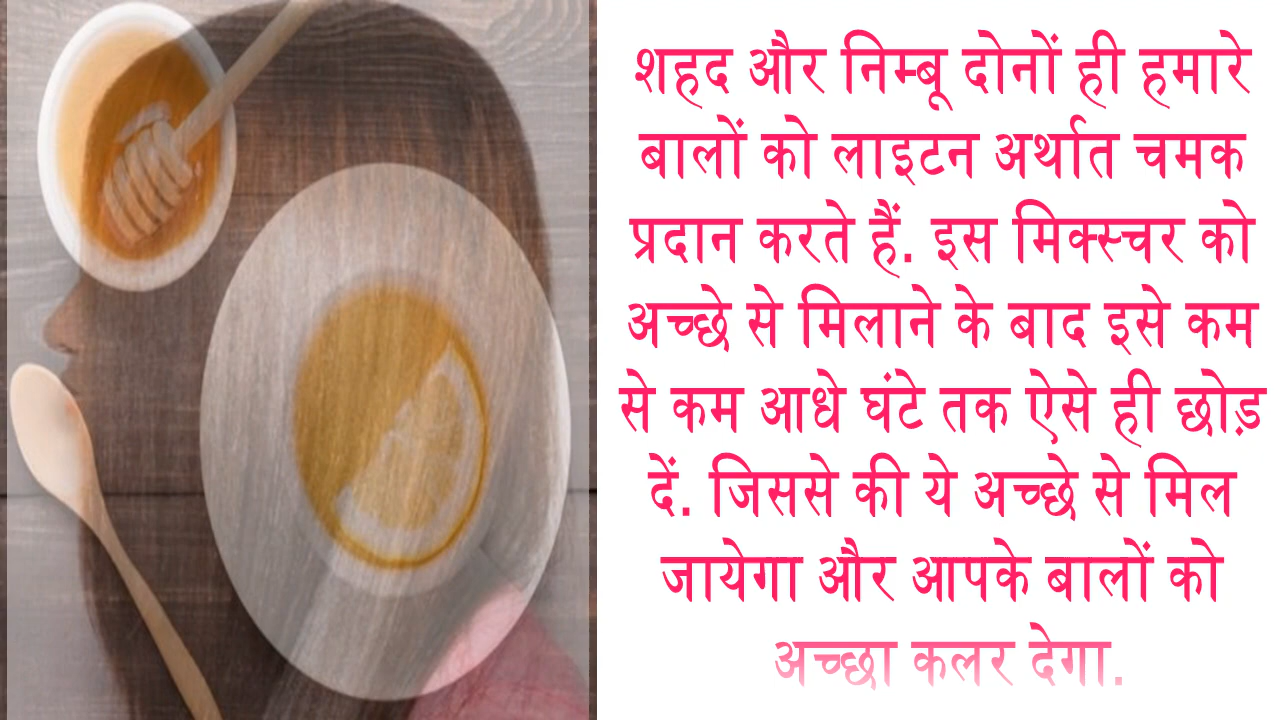 शहद और निम्बू दोनों ही हमारे
बालों को लाइटन अर्थात चमक
प्रदान करते हैं. इस मिक्स्चर को
अच्छे से मिलाने के बाद इसे कम
से कम आधे घंटे तक ऐसे ही छोड़
दें. जिससे की ये अच्छे से मिल
जायेगा और आपके बालों को
अच्छा कलर देगा.